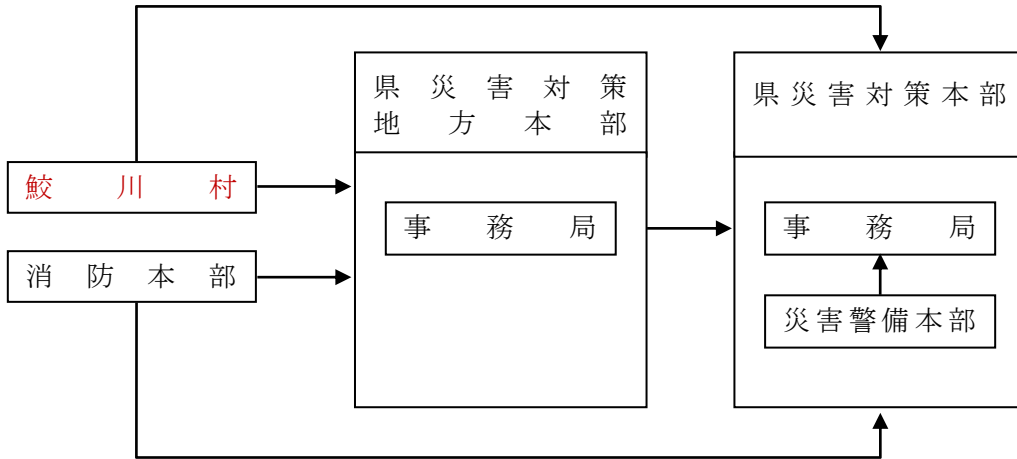 県災害対策
地方本部
県災害対策本部
鮫川村
事務局
事務局
消防本部
災害警備本部